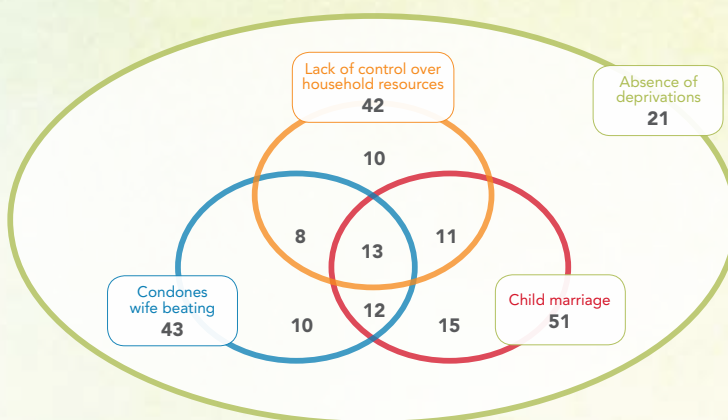 Lack of control over
household resources
42
Absence of
deprivations
21
10
8
13
11
Condones
wife beating
43
10
12
15
Child marriage
51